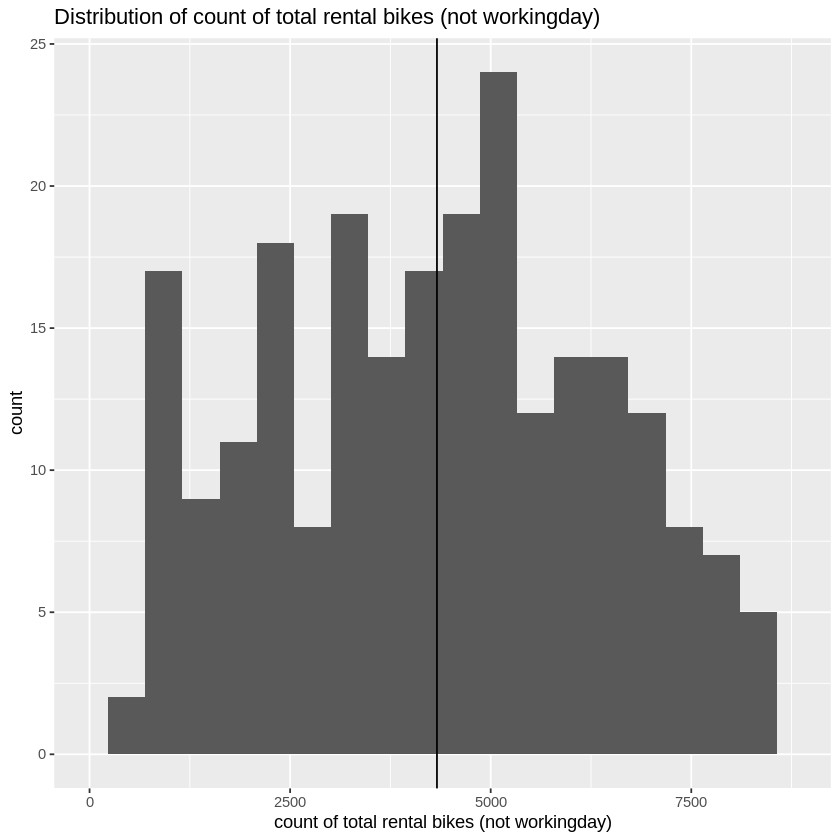 Distribution of count of total rental bikes (not workingday)
25
20
15
10
5
0
count
0 2500 5000 7500
count of total rental bikes (not workingday)